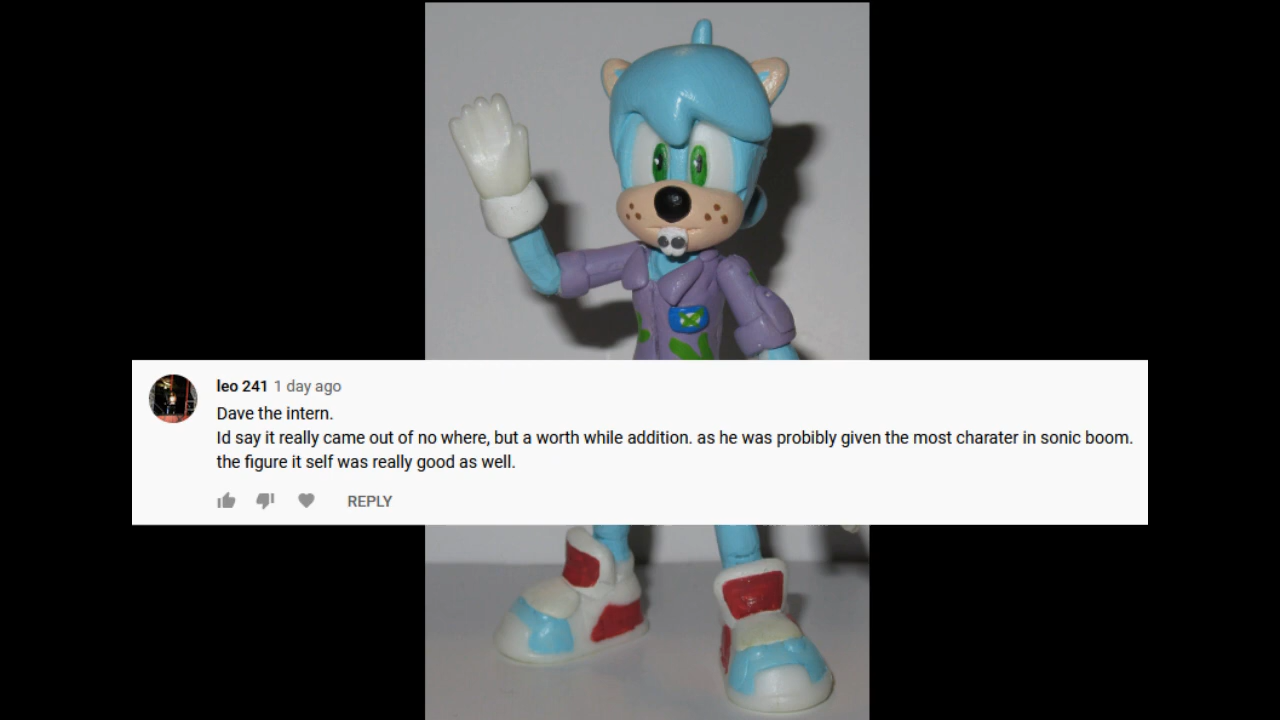 leo 241 1 day ago
Dave the intern.
Id say it really came out of no where, but a worth while addition. as he was probibly given the most charater in sonic boom.
the figure it self was really good as well.
REPLY